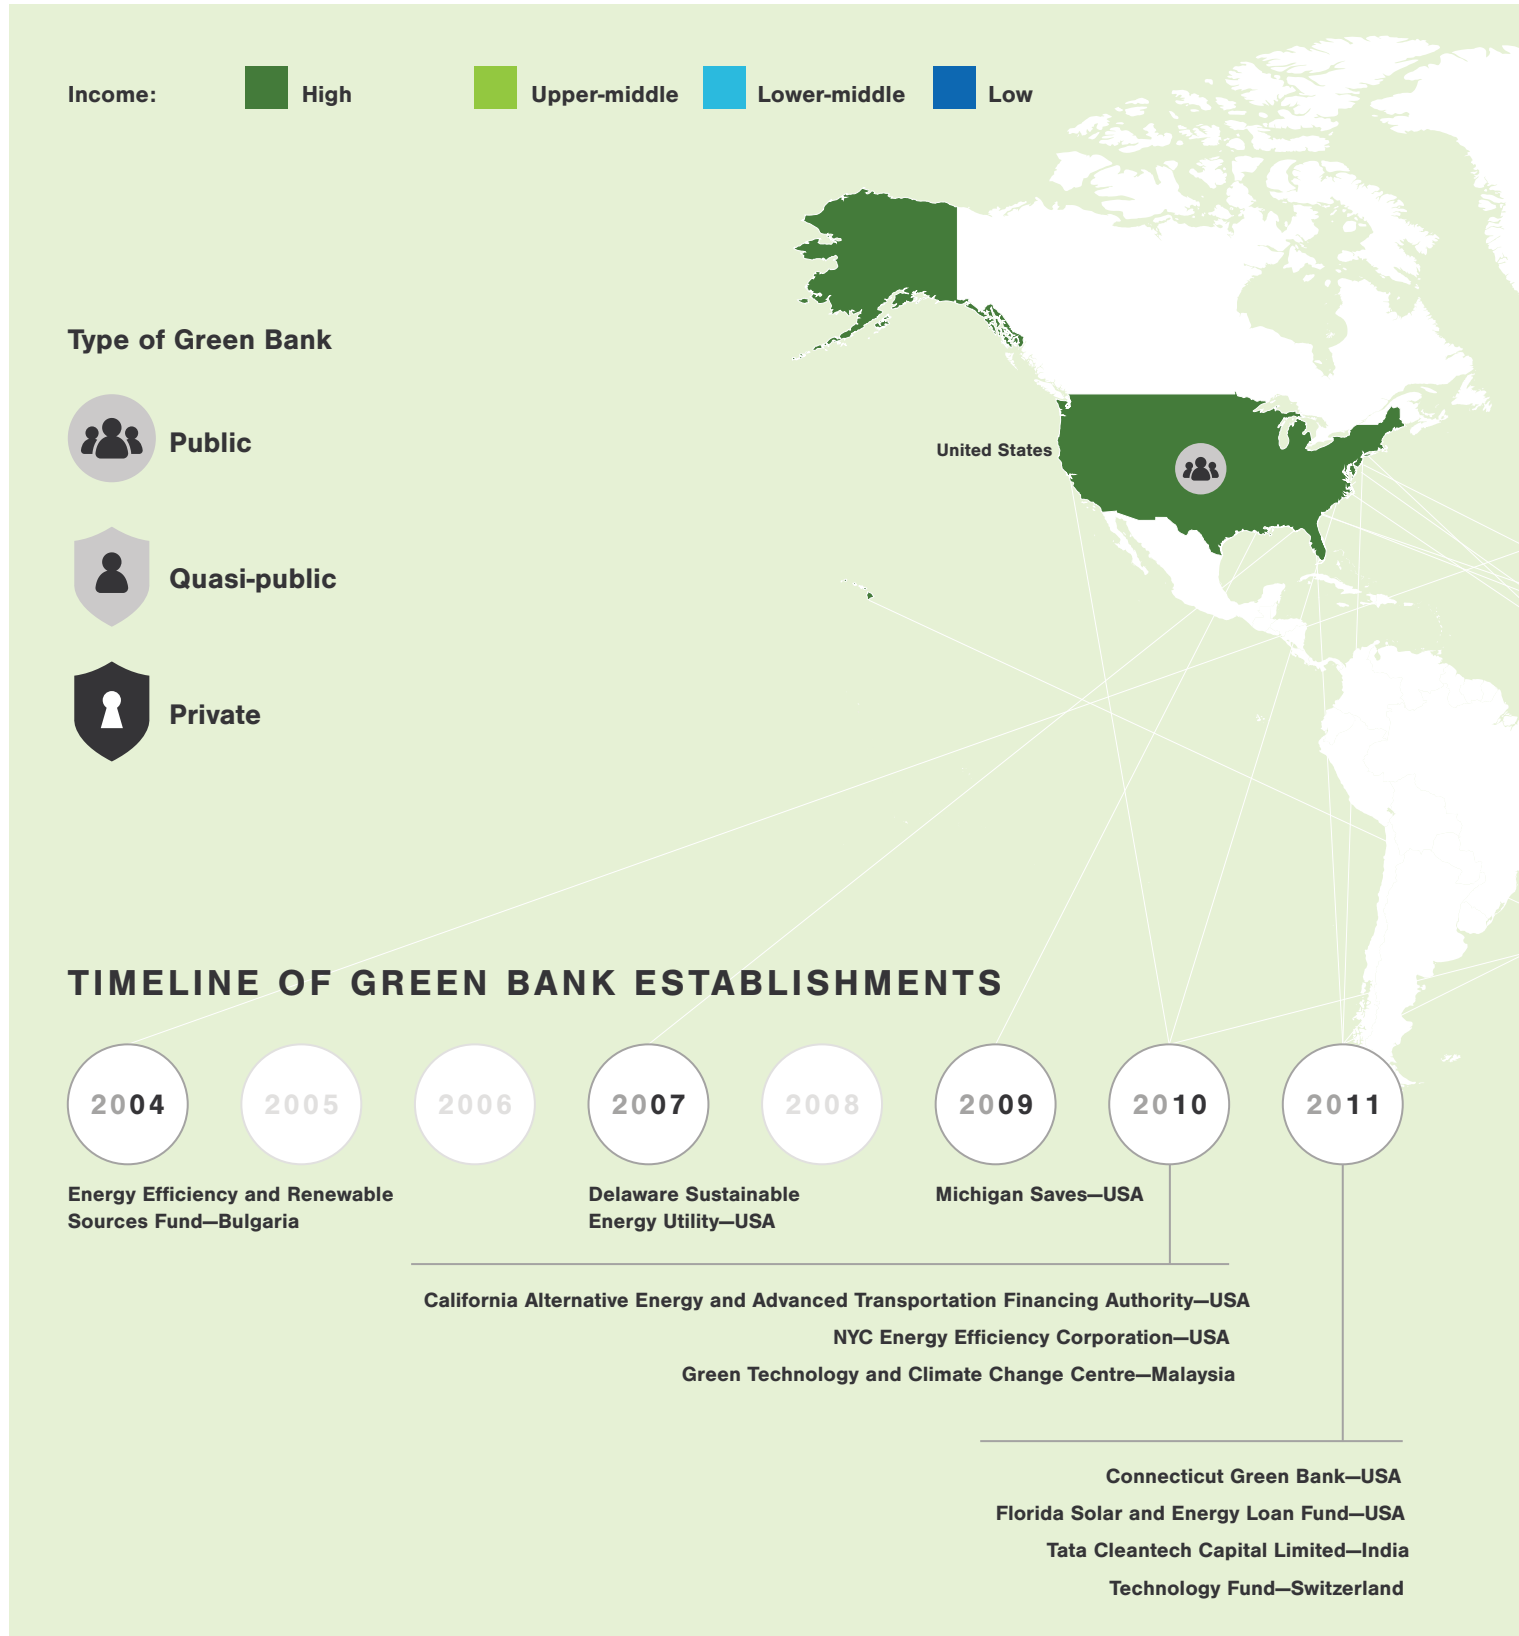 Income:
High
Upper-middle
Lower-middle
Low
Type of Green Bank
Public
Quasi-public
Private
United States
TIMELINE OF GREEN BANK ESTABLISHMENTS
2004
2005
2006
2007
2008
2009
2010
2011
Energy Efficiency and Renewable
Sources Fund—Bulgaria
Delaware Sustainable
Energy Utility—USA
Michigan Saves—USA
California Alternative Energy and Advanced Transportation Financing Authority—USA
NYC Energy Efficiency Corporation—USA
Green Technology and Climate Change Centre—Malaysia
Connecticut Green Bank—USA
Florida Solar and Energy Loan Fund—USA
Tata Cleantech Capital Limited—India
Technology Fund—Switzerland